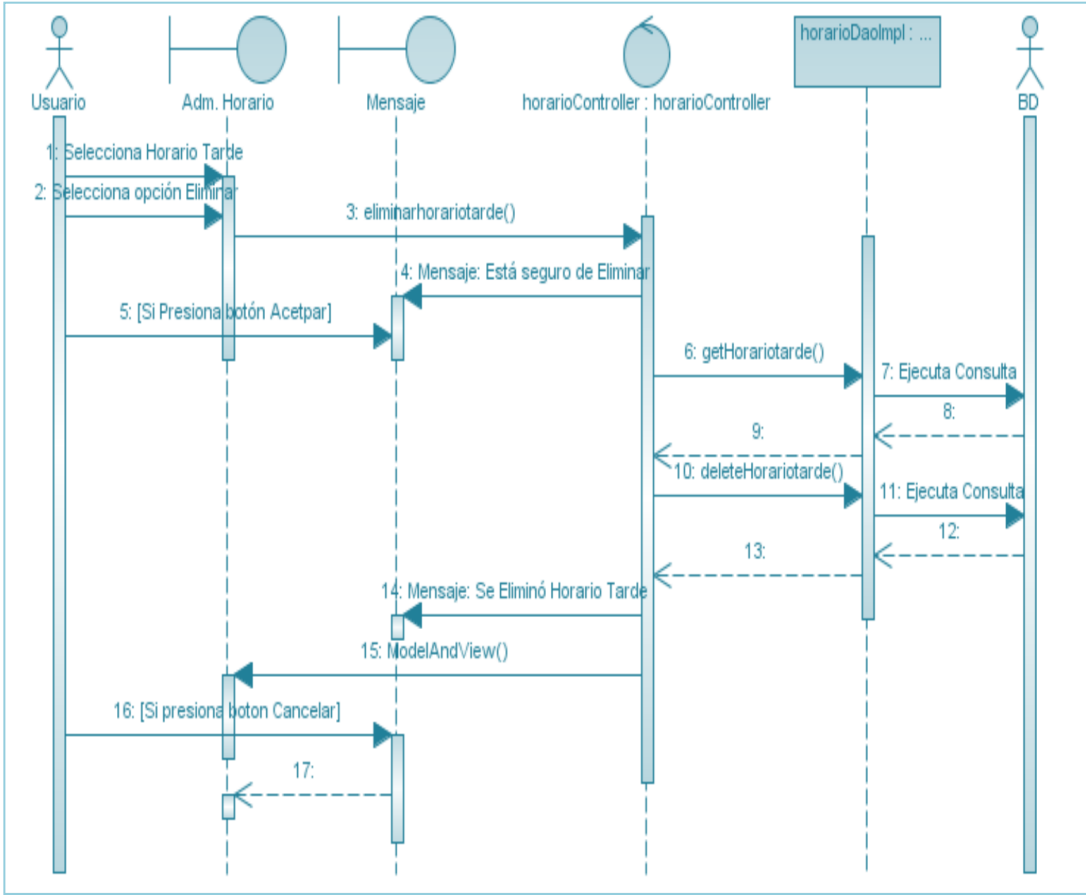 horarioDaoImpl : ...
Usuario
Adm. Horario
Mensaje
horarioController : horarioController
BD
1: Selecciona Horario Tarde
2: Selecciona opción Eliminar
3: eliminarhorariotarde()
4: Mensaje: Está seguro de Eliminar
5: [Si Presiona botón Acetpar]
6: getHorariotarde()
7: Ejecuta Consulta
8:
9:
10: deleteHorariotarde()
11: Ejecuta Consulta
12:
13:
14: Mensaje: Se Eliminó Horario Tarde
15: ModelAndView()
16: [Si presiona boton Cancelar]
17: